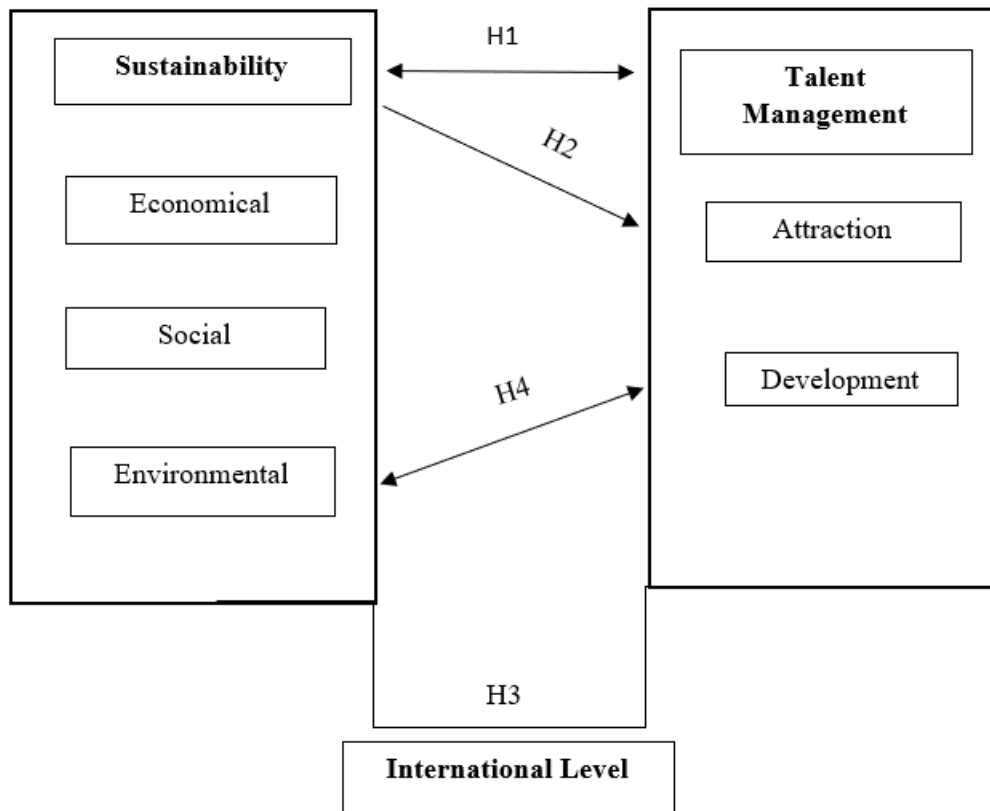 H1
Sustainability
Talent
Management
H2
Economical
Attraction
Social
Development
H4
Environmental
H3
International Level